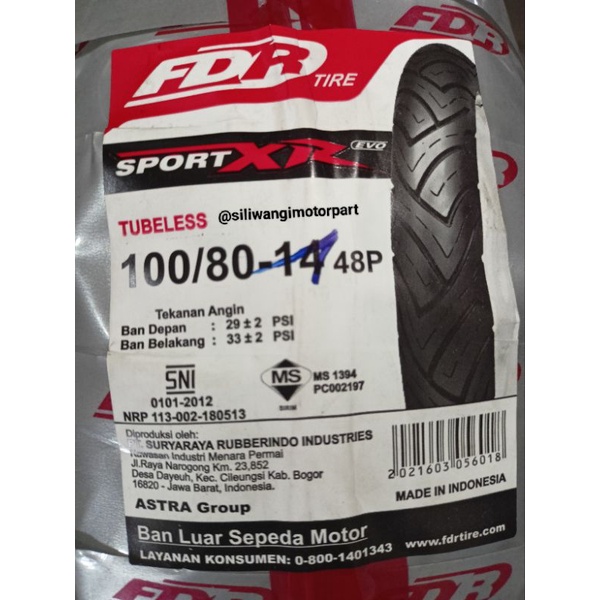 FDR TIRE
SPORT XR EVO
@siliwangimotorpart
TUBELESS
100/80-14 48P
Tekanan Angin
Ban Depan : 29 ± 2 PSI
Ban Belakang : 33 ± 2 PSI
SNI
0101-2012
NRP 113-002-180513
MS
SIRIM
MS 1394
PC002197
Diproduksi oleh:
SURYARAYA RUBBERINDO INDUSTRIES
Kawasan Industri Menara Permai
Jl.Raya Narogong Km. 23,852
Desa Dayeuh, Kec. Cileungsi Kab. Bogor
16820 - Jawa Barat, Indonesia.
ASTRA Group
2021603056018
MADE IN INDONESIA
Ban Luar Sepeda Motor
LAYANAN KONSUMEN: 0-800-1401343
www.fdrtire.com
FDR